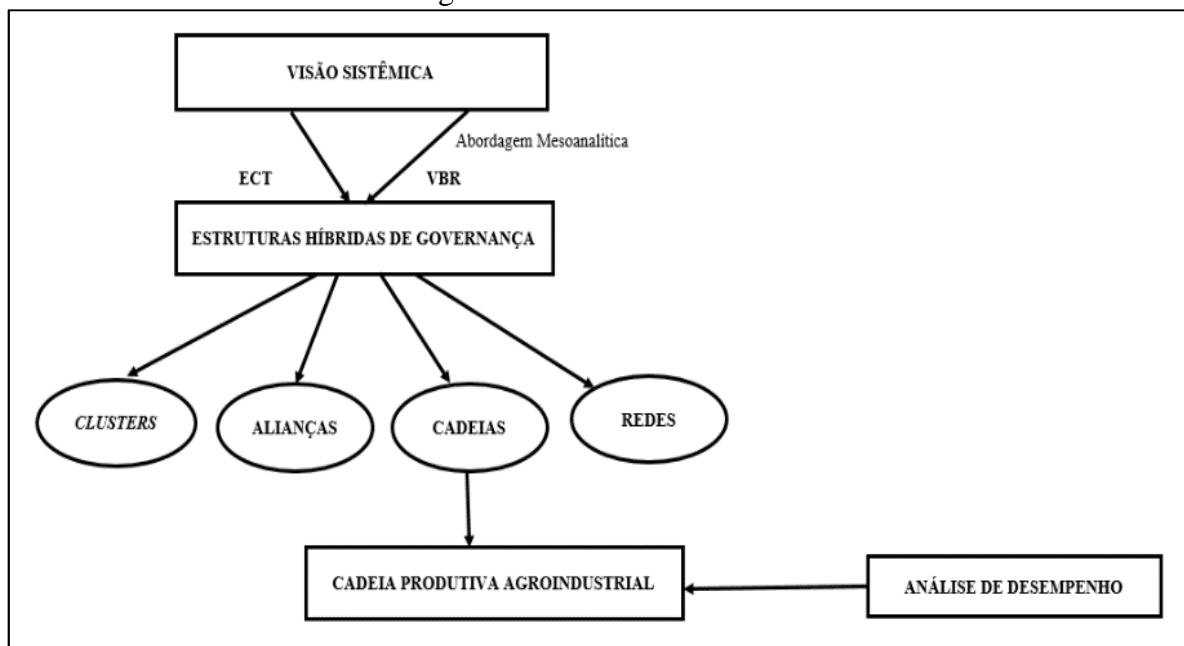 VISÃO SISTÊMICA
Abordagem Mesoanalítica
ECT
VBR
ESTRUTURAS HÍBRIDAS DE GOVERNANÇA
CLUSTERS
ALIANÇAS
CADEIAS
REDES
CADEIA PRODUTIVA AGROINDUSTRIAL
ANÁLISE DE DESEMPENHO